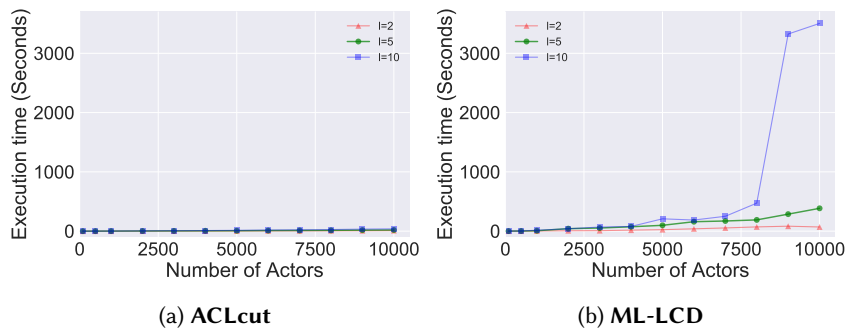 Execution time (Seconds)
3000
2000
1000
0
l=2
l=5
l=10
0
2500
5000
7500
10000
Number of Actors
(a) ACLcut
Execution time (Seconds)
3000
2000
1000
0
l=2
l=5
l=10
0
2500
5000
7500
10000
Number of Actors
(b) ML-LCD